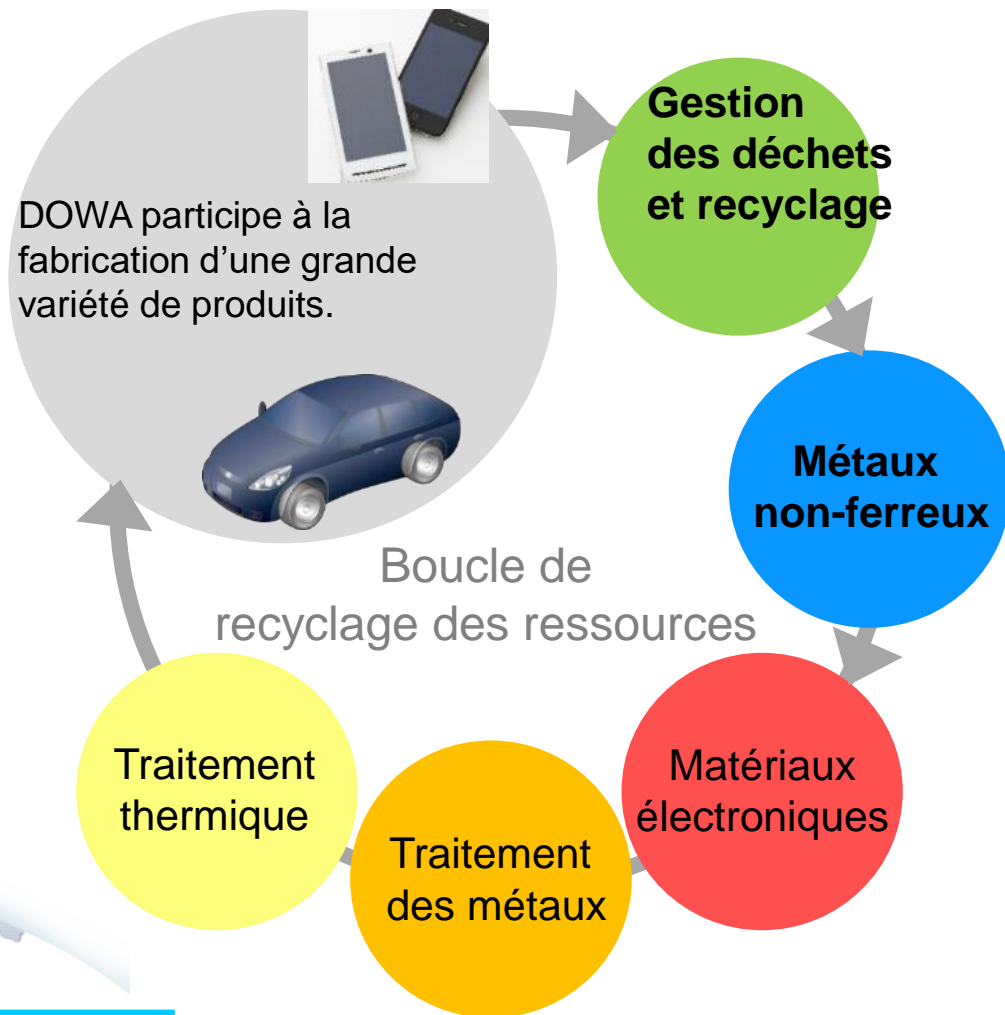 DOWA participe à la
fabrication d’une grande
variété de produits.
Gestion
des déchets
et recyclage
Métaux
non-ferreux
Boucle de
recyclage des ressources
Matériaux
électroniques
Traitement
des métaux
Traitement
thermique